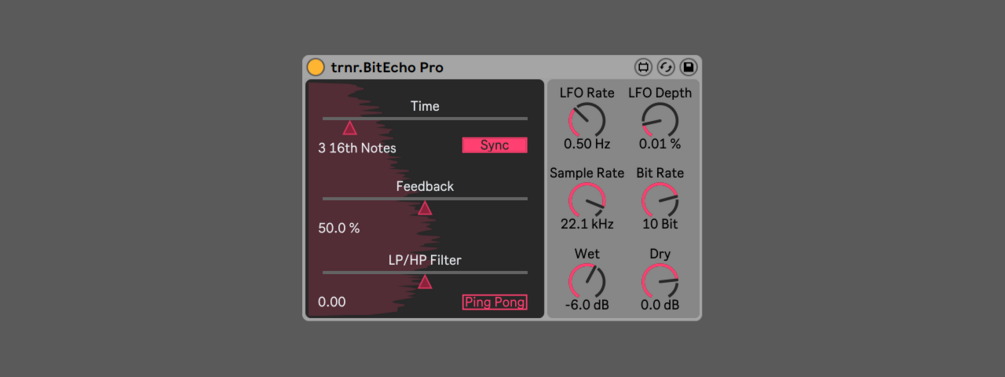 trnr.BitEcho Pro
Time
3 16th Notes
Sync
Feedback
50.0 %
LP/HP Filter
0.00
Ping Pong
LFO Rate
LFO Depth
0.50 Hz
0.01 %
Sample Rate
Bit Rate
22.1 kHz
10 Bit
Wet
Dry
-6.0 dB
0.0 dB